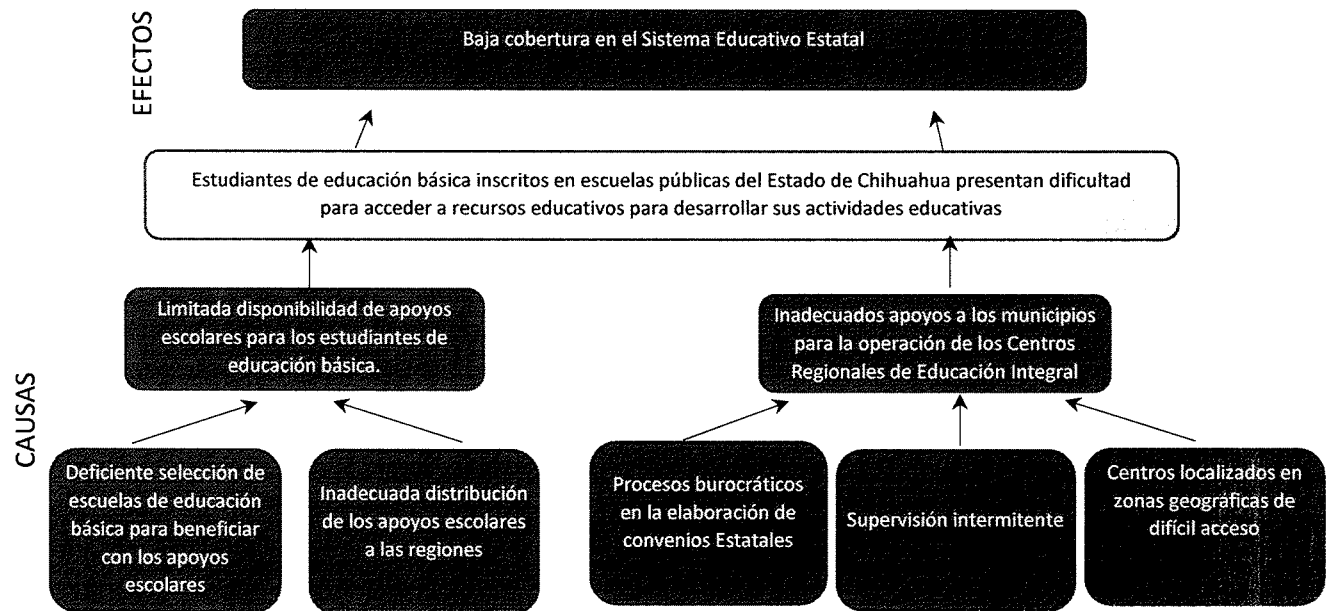 EFECTOS
Baja cobertura en el Sistema Educativo Estatal
Estudiantes de educación básica inscritos en escuelas públicas del Estado de Chihuahua presentan dificultad
para acceder a recursos educativos para desarrollar sus actividades educativas
CAUSAS
Limitada disponibilidad de apoyos
escolares para los estudiantes de
educación básica.
Inadecuados apoyos a los municipios
para la operación de los Centros
Regionales de Educación Integral
Deficiente selección de
escuelas de educación
básica para beneficiar
con los apoyos
escolares
Inadecuada distribución
de los apoyos escolares
a las regiones
Procesos burocráticos
en la elaboración de
convenios Estatales
Supervisión intermitente
Centros localizados en
zonas geográficas de
difícil acceso